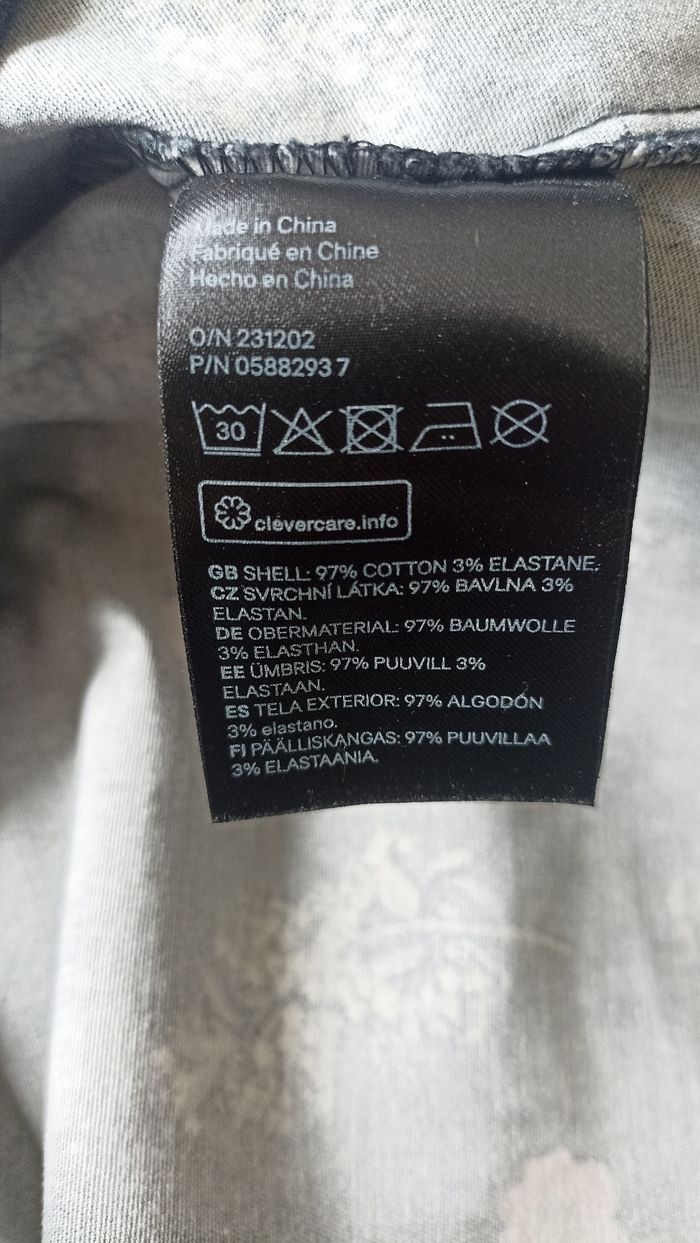 Made in China
Fabriqué en Chine
Hecho en China
O/N 231202
P/N 0588293 7
30
clevercare.info
GB SHELL: 97% COTTON 3% ELASTANE.
CZ SVRCHNÍ LÁTKA: 97% BAVLNA 3%
ELASTAN.
DE OBERMATERIAL: 97% BAUMWOLLE
3% ELASTHAN.
EE ÜMBRIS: 97% PUUVILL 3%
ELASTAAN.
ES TELA EXTERIOR: 97% ALGODÓN
3% elastano.
FI PÄÄLLISKANGAS: 97% PUUVILLAA
3% ELASTAANIA.